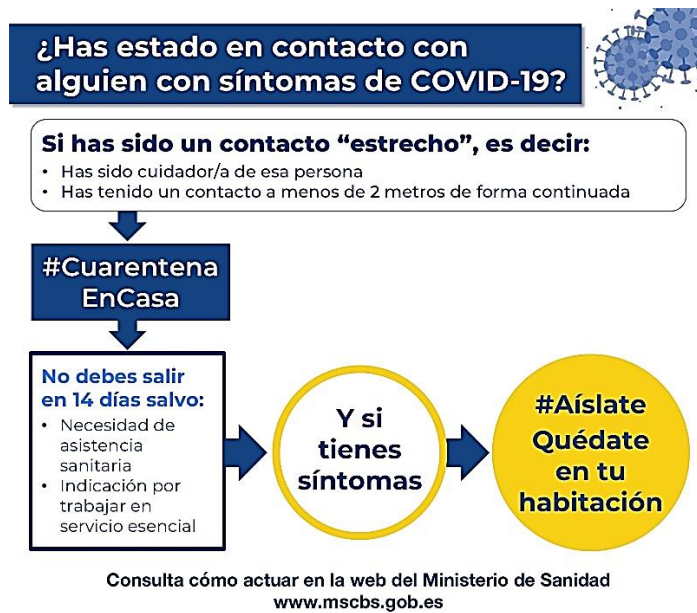 ¿Has estado en contacto con
alguien con síntomas de COVID-19?
Si has sido un contacto “estrecho”, es decir:
• Has sido cuidador/a de esa persona
• Has tenido un contacto a menos de 2 metros de forma continuada
#Cuarentena
EnCasa
No debes salir
en 14 días salvo:
• Necesidad de
asistencia
sanitaria
• Indicación por
trabajar en
servicio esencial
Y si
tienes
síntomas
#Aíslate
Quédate
en tu
habitación
Consulta cómo actuar en la web del Ministerio de Sanidad
www.mscbs.gob.es